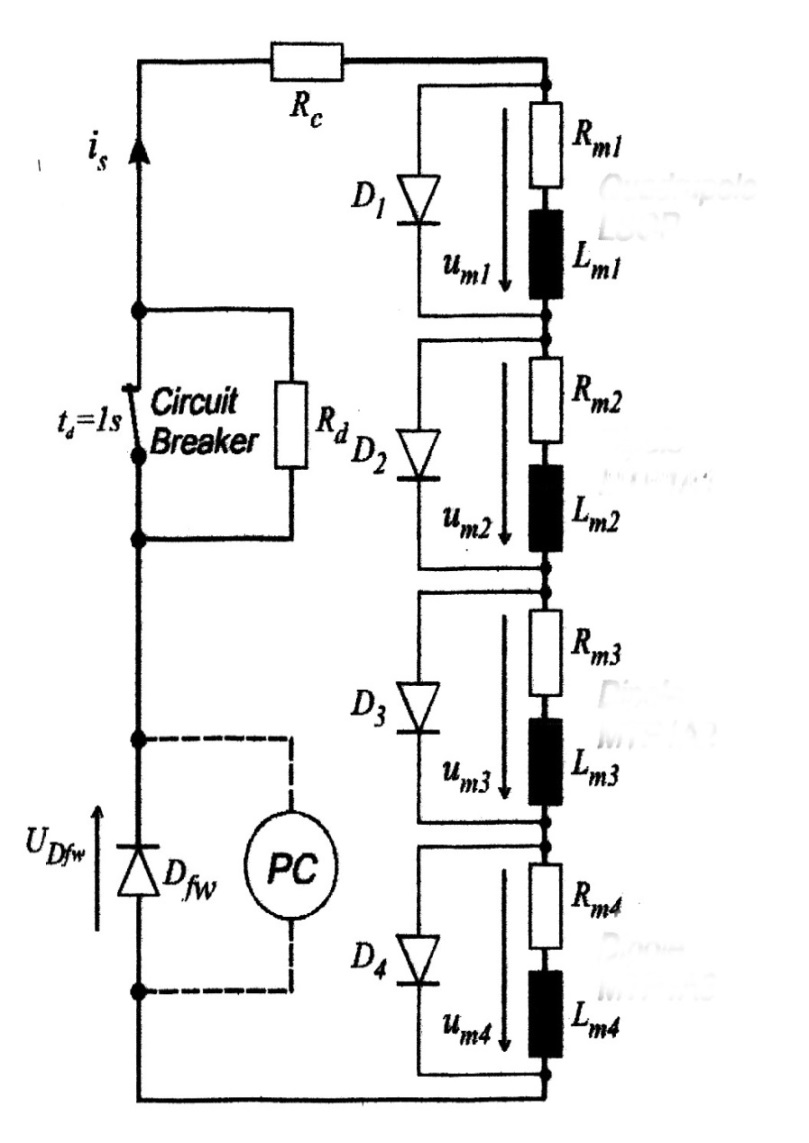 R_c
i_s
R_m1
D_1
u_m1
L_m1
t_d=1s
Circuit
Breaker
R_d
R_m2
D_2
u_m2
L_m2
R_m3
D_3
u_m3
L_m3
U_Dfw
D_fw
PC
R_m4
D_4
u_m4
L_m4